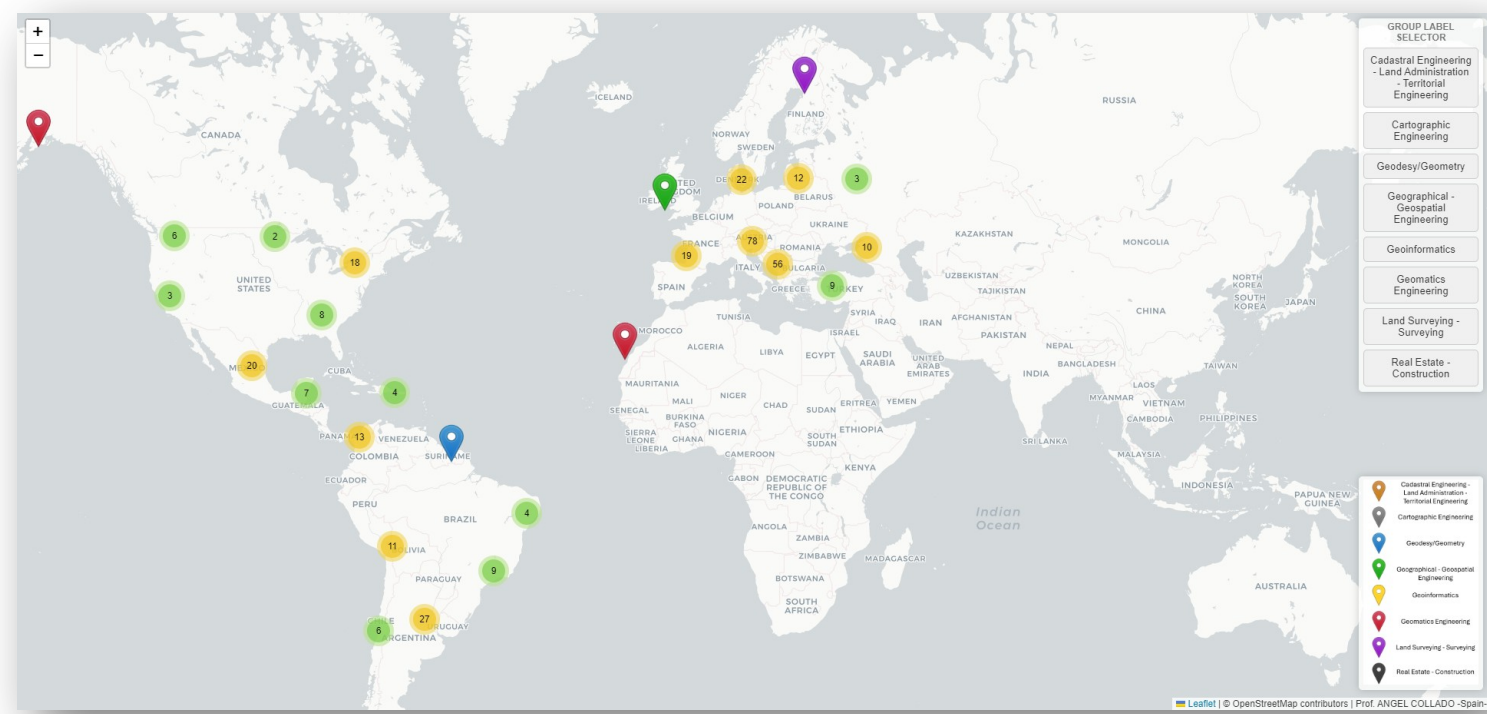 +
−
ICELAND
RUSSIA
FINLAND
CANADA
NORWAY
SWEDEN
22
12
3
BELARUS
POLAND
BELGIUM
UKRAINE
6
2
78
KAZAKHSTAN
MONGOLIA
FRANCE
ROMANIA
10
18
19
56
ITALY
UZBEKISTAN
NORTH
KOREA
UNITED
STATES
SPAIN
GREECE
9
TAJIKISTAN
SOUTH
KOREA
JAPAN
3
8
TUNISIA
SYRIA
IRAQ
IRAN
AFGHANISTAN
CHINA
MOROCCO
ISRAEL
PAKISTAN
ALGERIA
LIBYA
EGYPT
SAUDI
ARABIA
UNITED
ARAB
EMIRATES
NEPAL
BANGLADESH
TAIWAN
20
CUBA
INDIA
MAURITANIA
LAOS
7
4
NIGER
MALI
CHAD
SUDAN
ERITREA
YEMEN
MYANMAR
VIETNAM
GUATEMALA
SENEGAL
BURKINA
FASO
CAMBODIA
PHILIPPINES
13
VENEZUELA
SIERRA
LEONE
GHANA
NIGERIA
ETHIOPIA
SOUTH
SUDAN
LIBERIA
SRI LANKA
COLOMBIA
SURINAME
CAMEROON
MALAYSIA
KENYA
ECUADOR
GABON
DEMOCRATIC
REPUBLIC OF
THE CONGO
INDONESIA
PAPUA NEW
GUINEA
PERU
BRAZIL
4
Indian
Ocean
ANGOLA
ZAMBIA
11
ZIMBABWE
MADAGASCAR
9
PARAGUAY
BOTSWANA
AUSTRALIA
SOUTH
AFRICA
27
6
ARGENTINA
GROUP LABEL
SELECTOR
Cadastral Engineering
- Land Administration
- Territorial
Engineering
Cartographic
Engineering
Geodesy/Geometry
Geographical -
Geospatial
Engineering
Geoinformatics
Geomatics
Engineering
Land Surveying -
Surveying
Real Estate -
Construction
Cadastral Engineering -
Land Administration -
Territorial Engineering
Cartographic Engineering
Geodesy/Geometry
Geographical - Geospatial
Engineering
Geoinformatics
Geomatics Engineering
Land Surveying - Surveying
Real Estate - Construction
Leaflet | © OpenStreetMap contributors | Prof. ANGEL COLLADO -Spain-